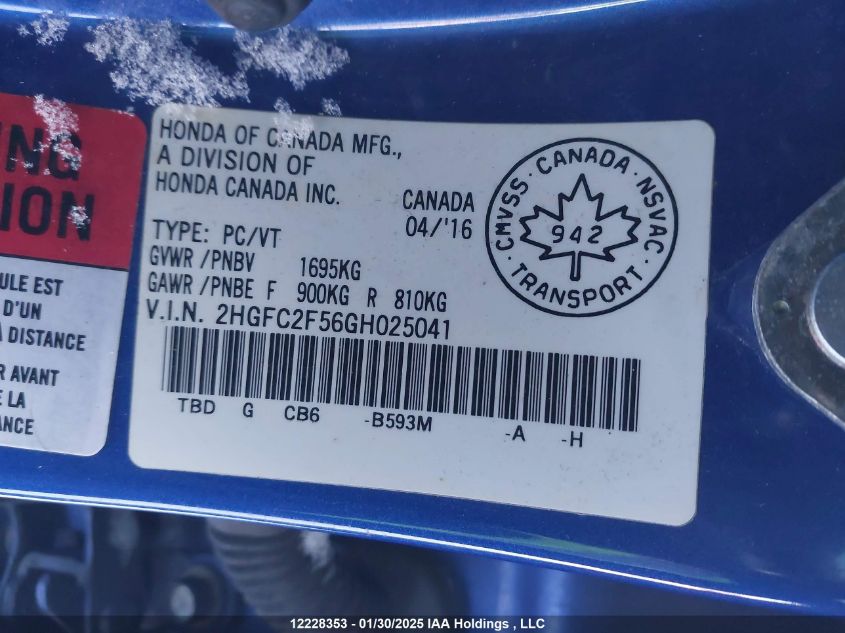 NG
ION
ULE EST
D'UN
A DISTANCE
R AVANT
E LA
ANCE
HONDA OF CANADA MFG.,
A DIVISION OF
HONDA CANADA INC.
CANADA
04/'16
TYPE: PC/VT
GVWR /PNBV 1695KG
GAWR /PNBE F 900KG R 810KG
V.I.N. 2HGFC2F56GH025041
TBD G CB6 -B593M -A -H
CMVSS · CANADA · NSVAC
942
· TRANSPORT ·
12228353 - 01/30/2025 IAA Holdings , LLC